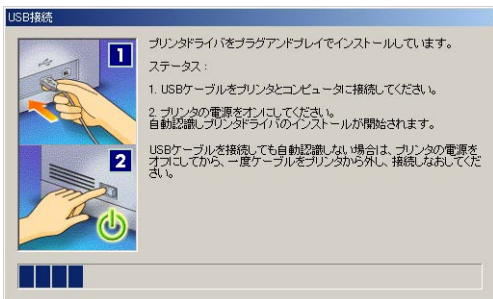 USB接続
1
2
プリンタドライバをプラグアンドプレイでインストールしています。
ステータス：
1. USBケーブルをプリンタとコンピュータに接続してください。
2. プリンタの電源をオンにしてください。
自動認識しプリンタドライバのインストールが開始されます。
USBケーブルを接続しても自動認識しない場合は、プリンタの電源を
オフにしてから、一度ケーブルをプリンタから外し、接続しなおしてくだ
さい。